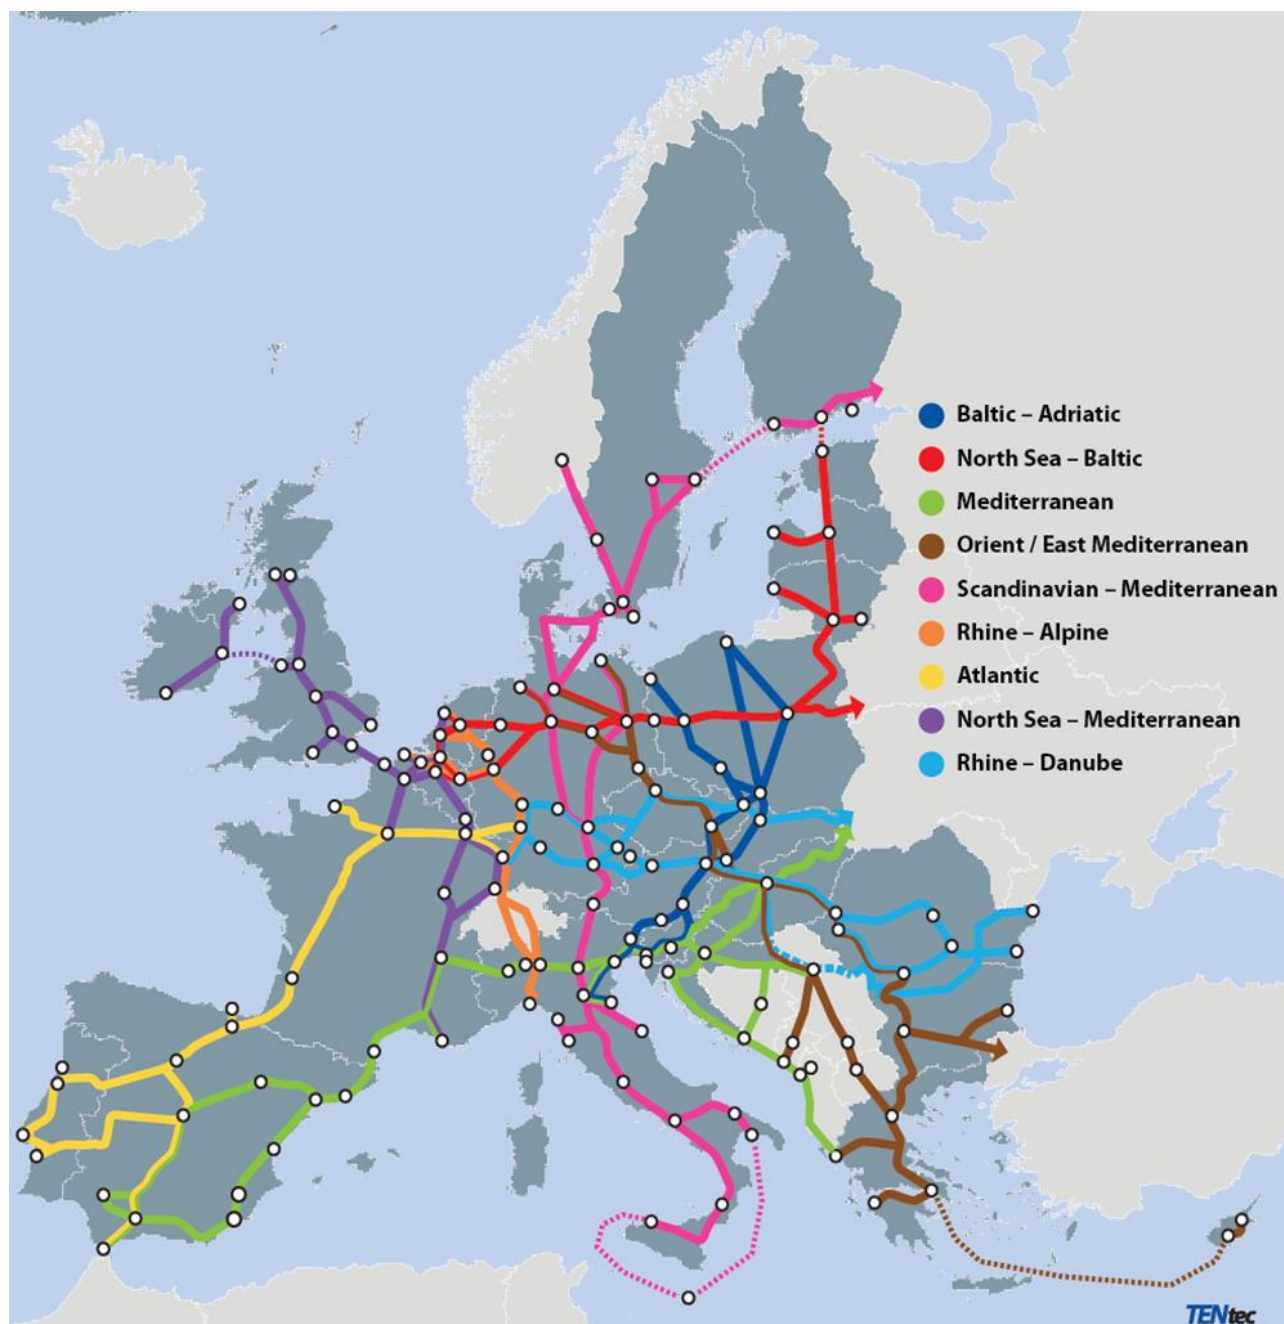 Baltic – Adriatic
North Sea – Baltic
Mediterranean
Orient / East Mediterranean
Scandinavian – Mediterranean
Rhine – Alpine
Atlantic
North Sea – Mediterranean
Rhine – Danube
TENtec